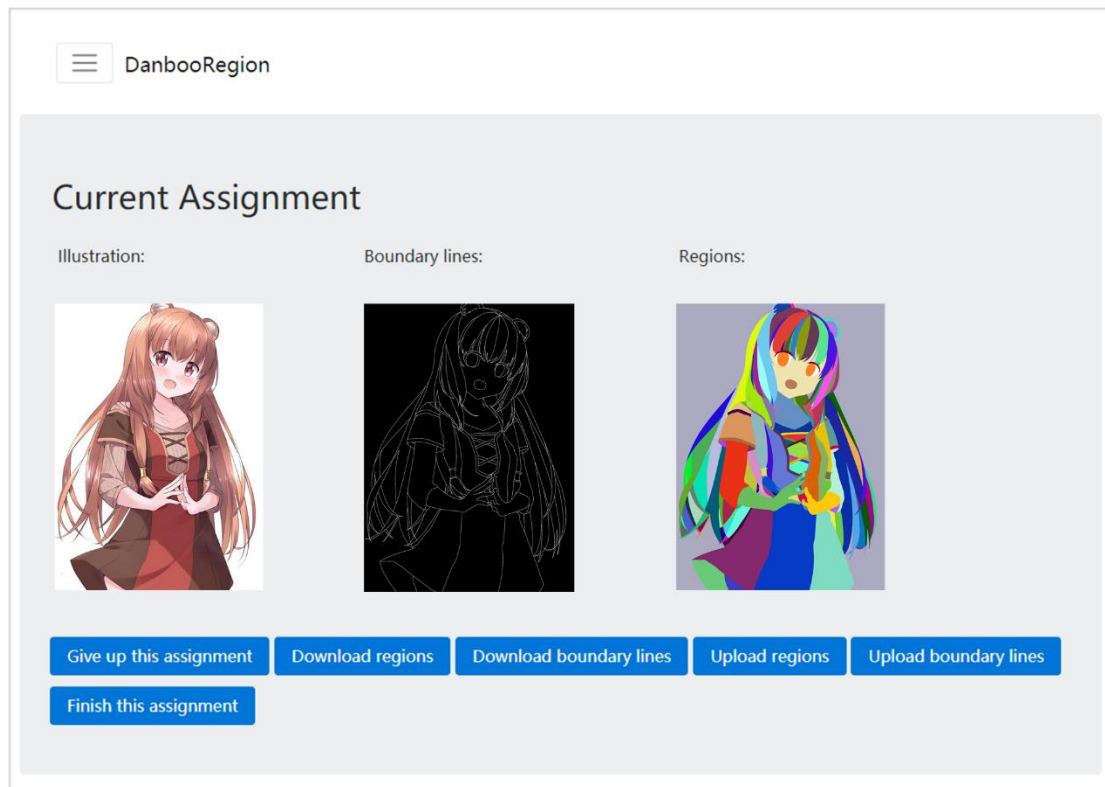 DanbooRegion
Current Assignment
Illustration:
Boundary lines:
Regions:
Give up this assignment
Download regions
Download boundary lines
Upload regions
Upload boundary lines
Finish this assignment